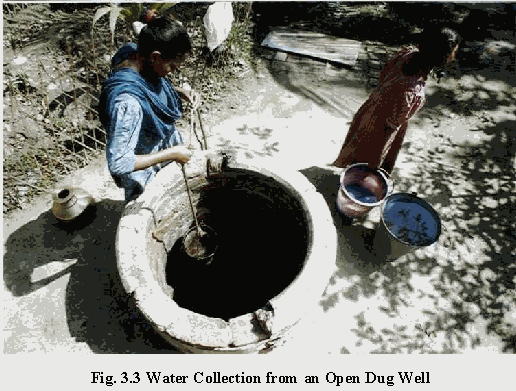 Fig. 3.3 Water Collection from an Open Dug Well